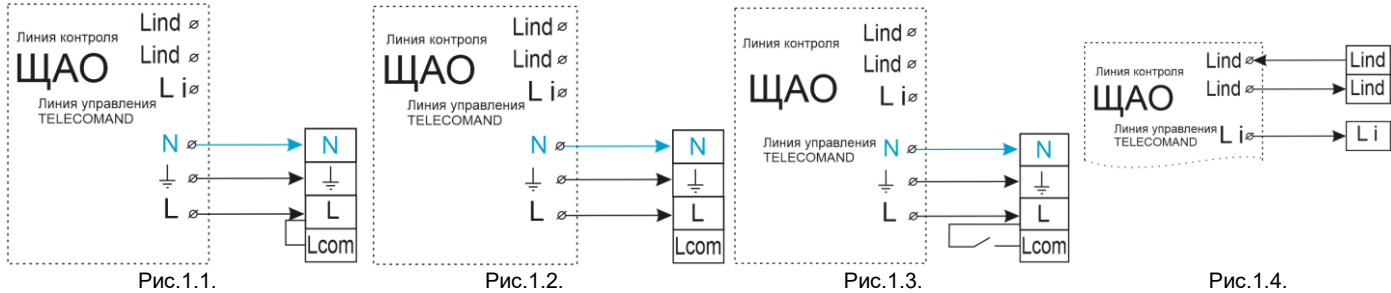 Lind ⌀
Линия контроля
Lind ⌀
ЩАО
L i⌀
Линия управления
TELECOMAND
N ⌀
N
⏚ ⌀
⏚
L ⌀
L
Lcom
Рис.1.1.
Lind ⌀
Линия контроля
Lind ⌀
ЩАО
L i⌀
Линия управления
TELECOMAND
N ⌀
N
⏚ ⌀
⏚
L ⌀
L
Lcom
Рис.1.2.
Lind ⌀
Линия контроля
Lind ⌀
ЩАО
L i⌀
Линия управления
TELECOMAND
N ⌀
N
⏚ ⌀
⏚
L ⌀
L
Lcom
Рис.1.3.
Lind ⌀
Lind
Линия контроля
Lind ⌀
Lind
ЩАО
Линия управления
TELECOMAND
L i⌀
L i
Рис.1.4.